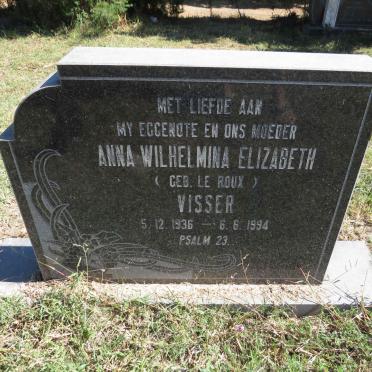 MET LIEFDE AAN
MY EGGENOTE EN ONS MOEDER
ANNA WILHELMINA ELIZABETH
( GEB. LE ROUX )
VISSER
5. 12. 1936 — 6. 6. 1994
PSALM 23.